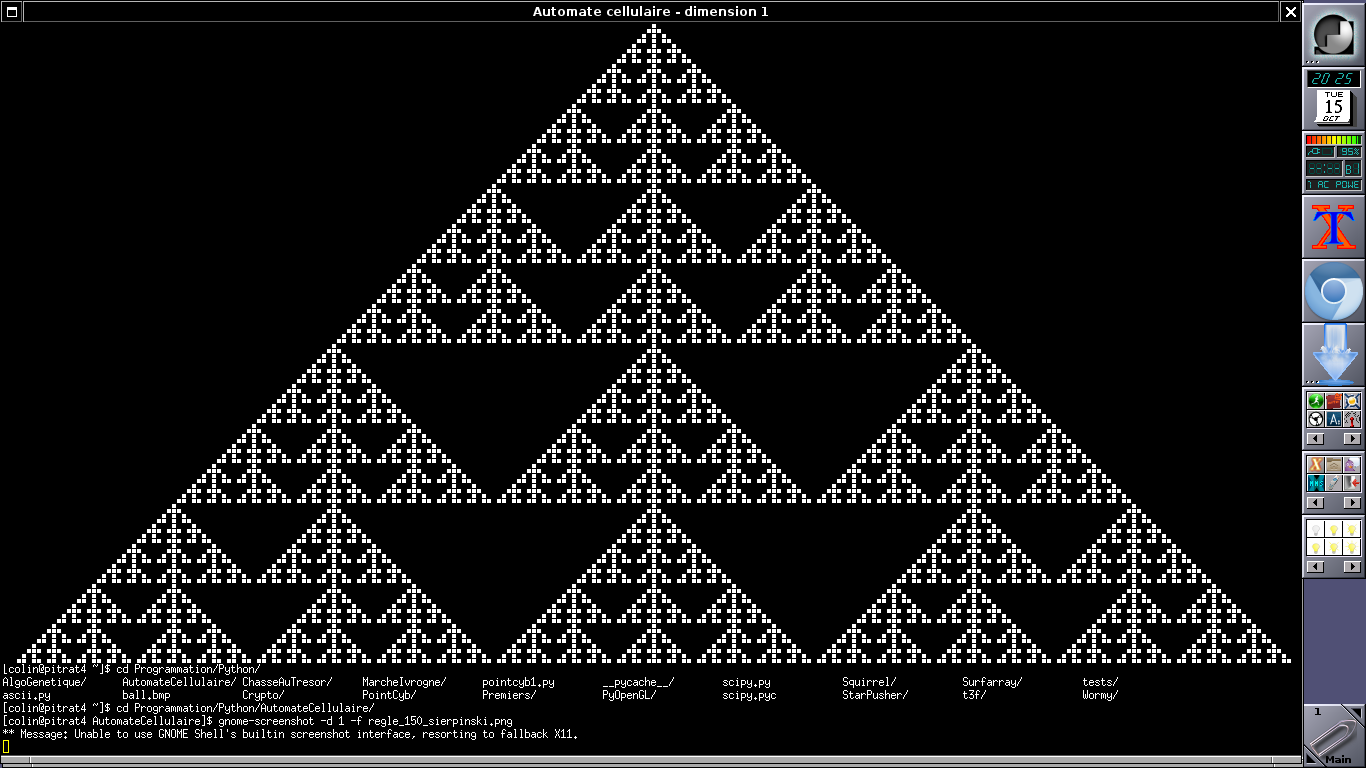 Automate cellulaire - dimension 1
20 25
TUE
15
OCT
95%
1 AC POWE
[colin@pitrat4 ~]$ cd Programmation/Python/
AlgoGenetique/ AutomateCellulaire/ ChasseAuTresor/ MarcheIvrogne/ pointcyb1.py __pycache__/ scipy.py Squirrel/ Surfarray/ tests/
ascii.py ball.bmp Crypto/ PointCyb/ Premiers/ PyOpenGL/ scipy.pyc StarPusher/ t3f/ Wormy/
[colin@pitrat4 ~]$ cd Programmation/Python/AutomateCellulaire/
[colin@pitrat4 AutomateCellulaire]$ gnome-screenshot -d 1 -f regle_150_sierpinski.png
** Message: Unable to use GNOME Shell's builtin screenshot interface, resorting to fallback X11.
1
Main